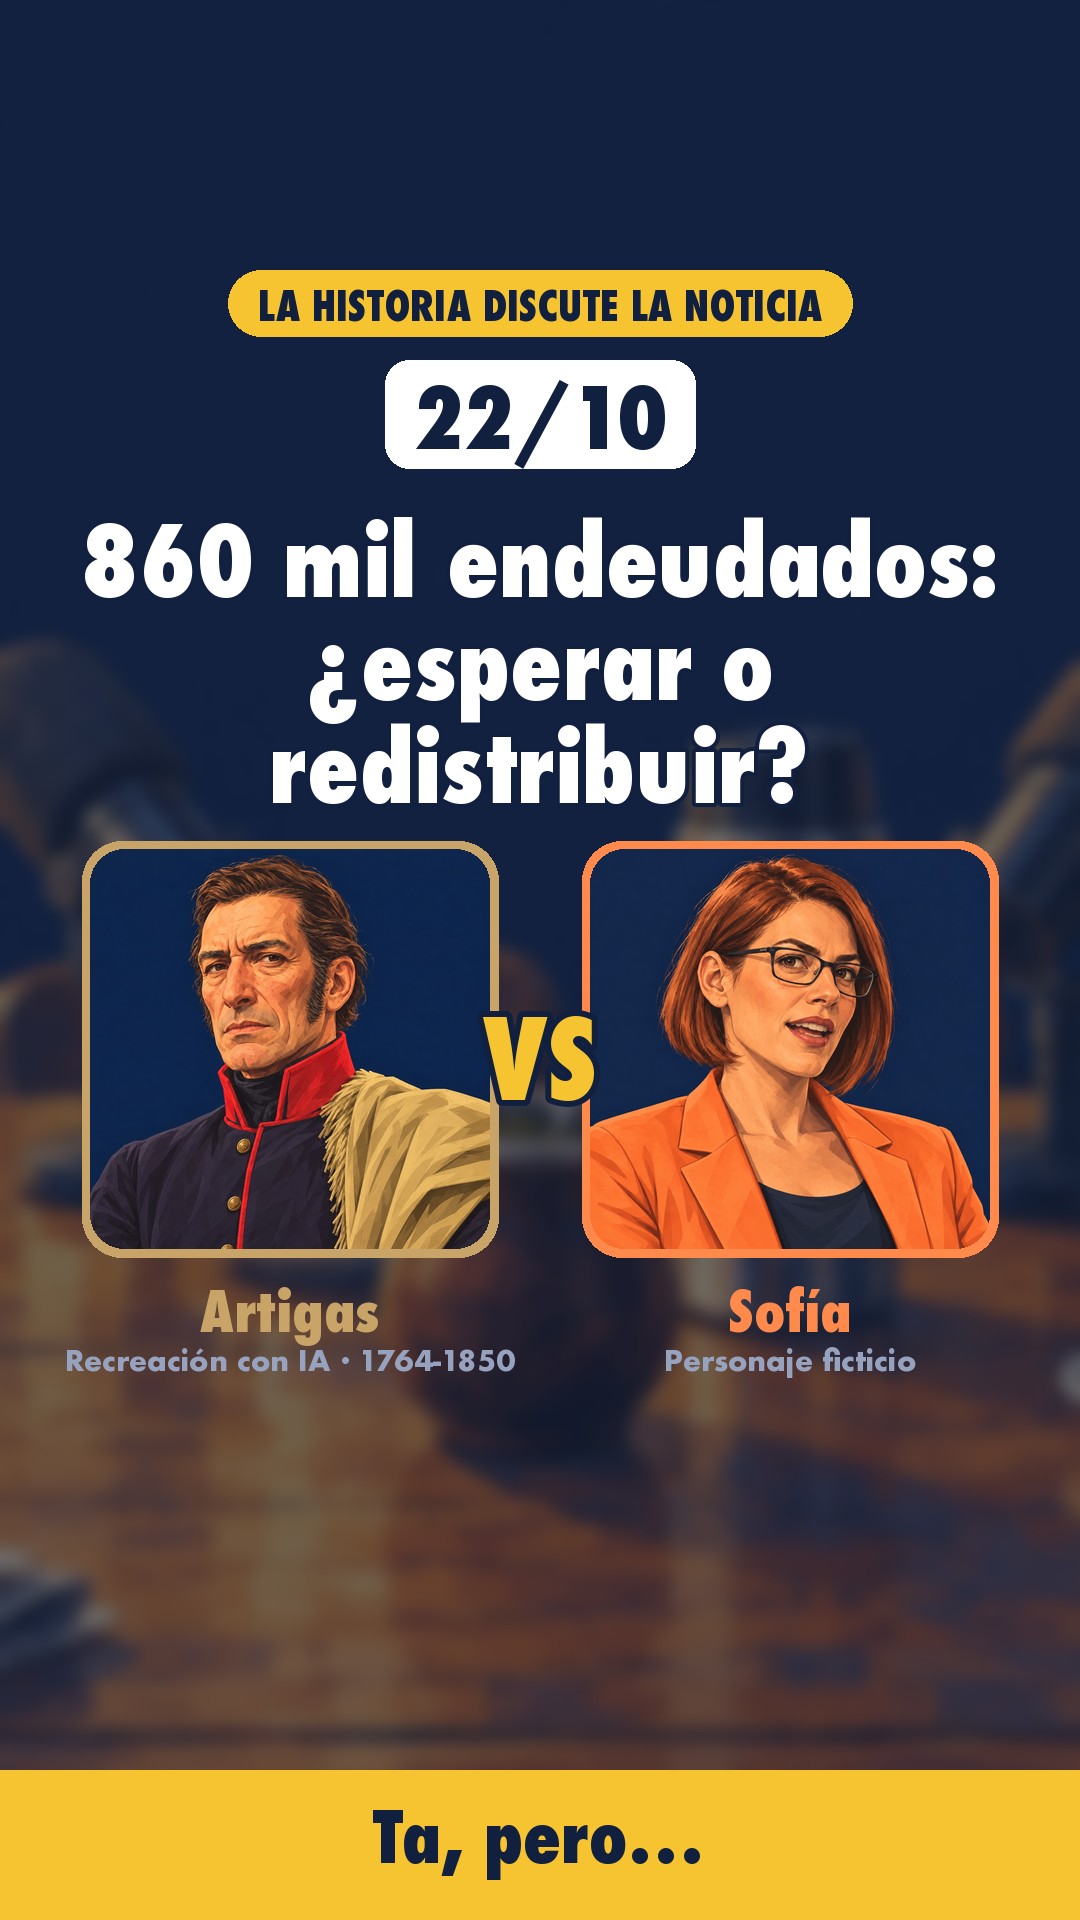 LA HISTORIA DISCUTE LA NOTICIA
22/10
860 mil endeudados:
¿esperar o
redistribuir?
VS
Artigas
Sofía
Recreación con IA • 1764-1850
Personaje ficticio
Ta, pero...